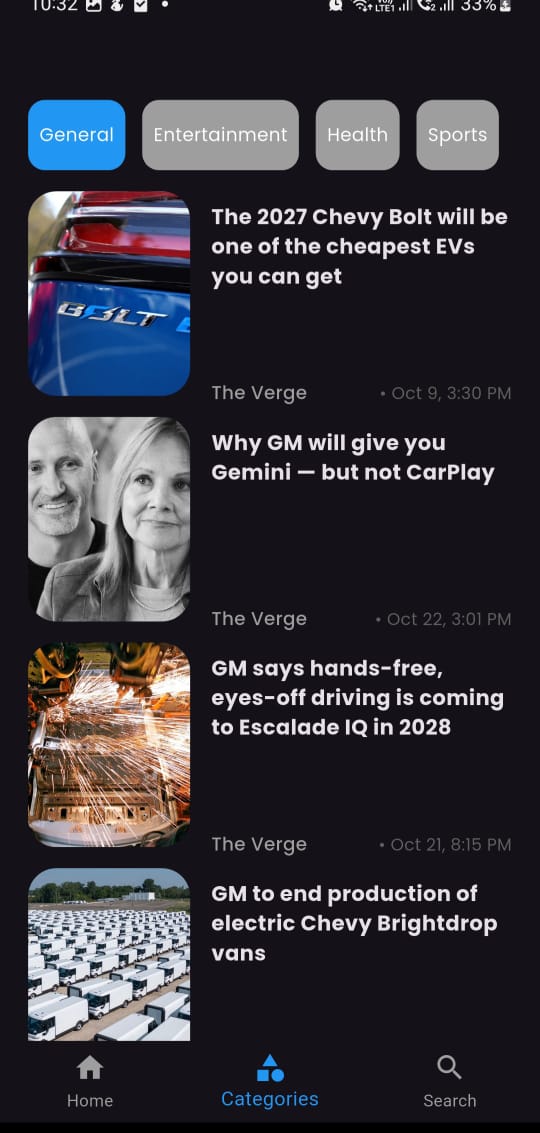 10:32 LTE1 2 33%
General Entertainment Health Sports
The 2027 Chevy Bolt will be
one of the cheapest EVs
you can get
BOLT E
The Verge • Oct 9, 3:30 PM
Why GM will give you
Gemini — but not CarPlay
The Verge • Oct 22, 3:01 PM
GM says hands-free,
eyes-off driving is coming
to Escalade IQ in 2028
The Verge • Oct 21, 8:15 PM
GM to end production of
electric Chevy Brightdrop
vans
Home Categories Search